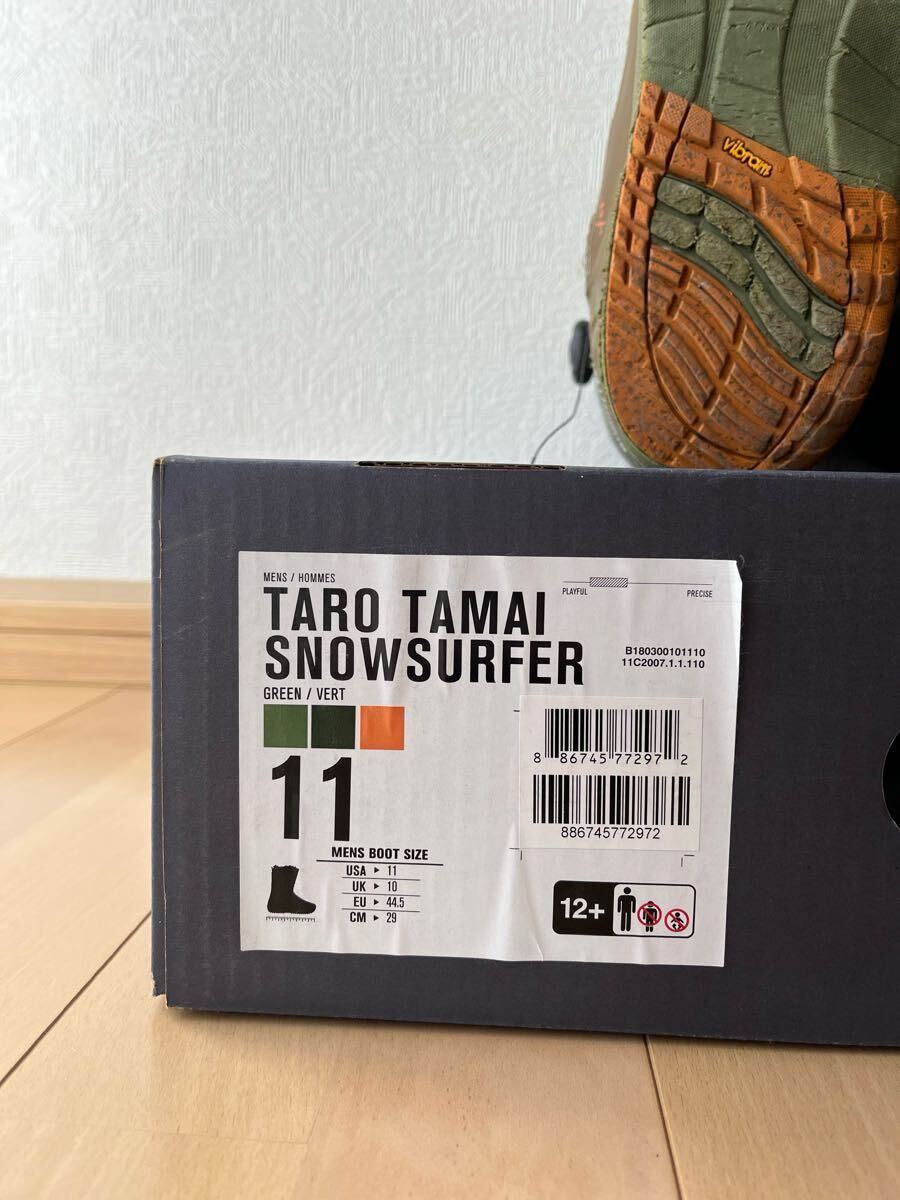 vibram
MENS / HOMMES
TARO TAMAI
SNOWSURFER
GREEN / VERT
PLAYFUL
PRECISE
B180300101110
11C2007.1.1.110
8 86745 77297 2
886745772972
11
MENS BOOT SIZE
USA ▶ 11
UK ▶ 10
EU ▶ 44.5
CM ▶ 29
12+